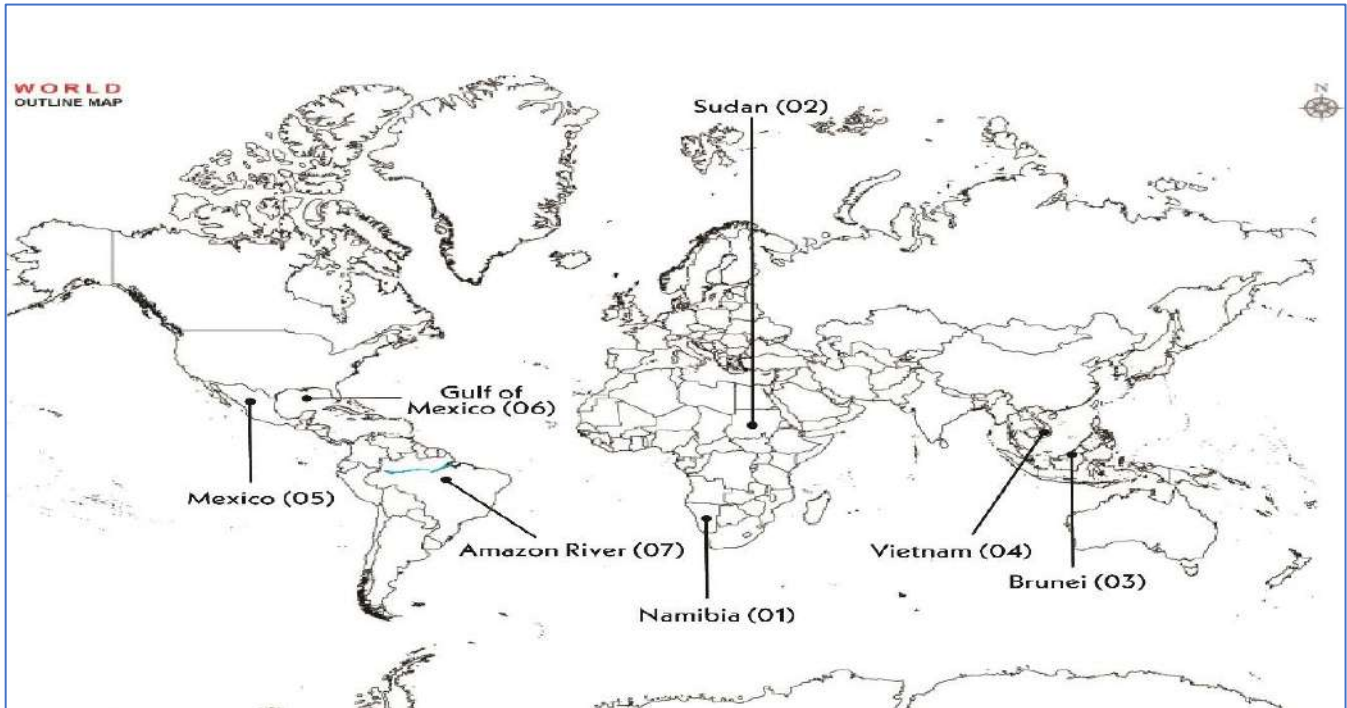 WORLD
OUTLINE MAP
N
Sudan (02)
Gulf of
Mexico (06)
Mexico (05)
Amazon River (07)
Vietnam (04)
Brunei (03)
Namibia (01)